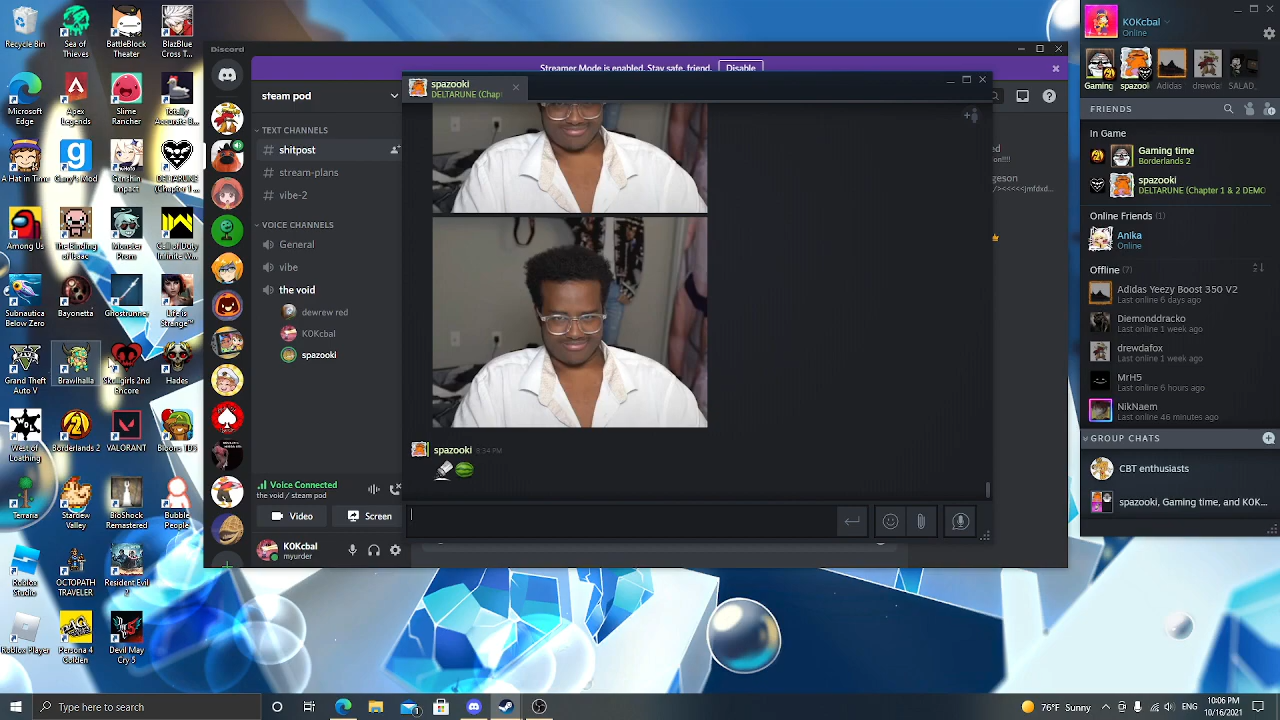 Recycle Bin
Sea of Thieves
BattleBlock ...
BlazBlue Cross T...
Microsoft Edge
Apex Legends
Slime Rancher
Totally Accurate B...
A Hat in Time
Garry's Mod
Genshin Impact
DELTARUNE (Chapter 1 ...
Among Us
The Binding of Isaac
Monster Prom
Call of Duty Infinite W...
Subnautica Below Zero
Bayonetta
Ghostrunner
Life is Strange™
Grand Theft Auto V
Brawlhalla
Skullgirls 2nd Encore
Hades
West of Loathing
Borderlands 2
VALORANT
Bloons TD5
Terraria
Stardew Valley
BioShock Remastered
Bubble People
Roblox Studio
OCTOPATH TRAVELER
Resident Evil 2
Roblox Player
Persona 4 Golden
Devil May Cry 5
Discord
Streamer Mode is enabled. Stay safe, friend.
Disable
steam pod
TEXT CHANNELS
# shitpost
# stream-plans
# vibe-2
VOICE CHANNELS
General
vibe
the void
dewrew red
K0Kcbal
spazooki
Voice Connected
the void / steam pod
Video
Screen
K0Kcbal
myurder
spazooki
DELTARUNE (Chap
spazooki 8:34 PM
K0Kcbal
Online
Gaming
spazool
Adidas
drewda
SALAD...
FRIENDS
In Game
Gaming time
Borderlands 2
spazooki
DELTARUNE (Chapter 1 & 2 DEMO
Online Friends (1)
Anika
Online
Offline (7)
Adidas Yeezy Boost 350 V2
Last online 6 days ago
Diemonddracko
Last online 1 week ago
drewdafox
Last online 1 week ago
MrH5
Last online 6 hours ago
NikNaem
Last online 46 minutes ago
GROUP CHATS
CBT enthusiasts
spazooki, Gaming time, and K0K...
Type here to search
76°F
10:06 PM
10/16/2021